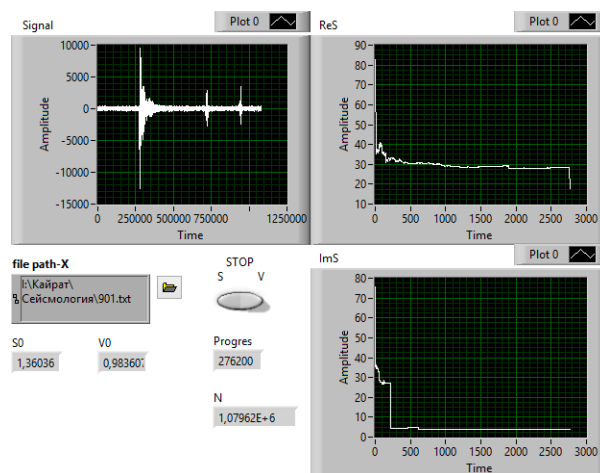 Signal
Plot 0
10000
5000
0
-5000
-10000
-15000
Amplitude
0
250000
500000
750000
1250000
Time
ReS
Plot 0
90
80
70
60
50
40
30
20
10
Amplitude
0
500
1000
1500
2000
2500
3000
Time
file path-X
I:\Кайрат\
Сейсмология\901.txt
STOP
S V
S0
1,36036
V0
0,98360
Progres
276200
N
1,07962E+6
ImS
Plot 0
80
70
60
50
40
30
20
10
0
Amplitude
0
500
1000
1500
2000
2500
3000
Time